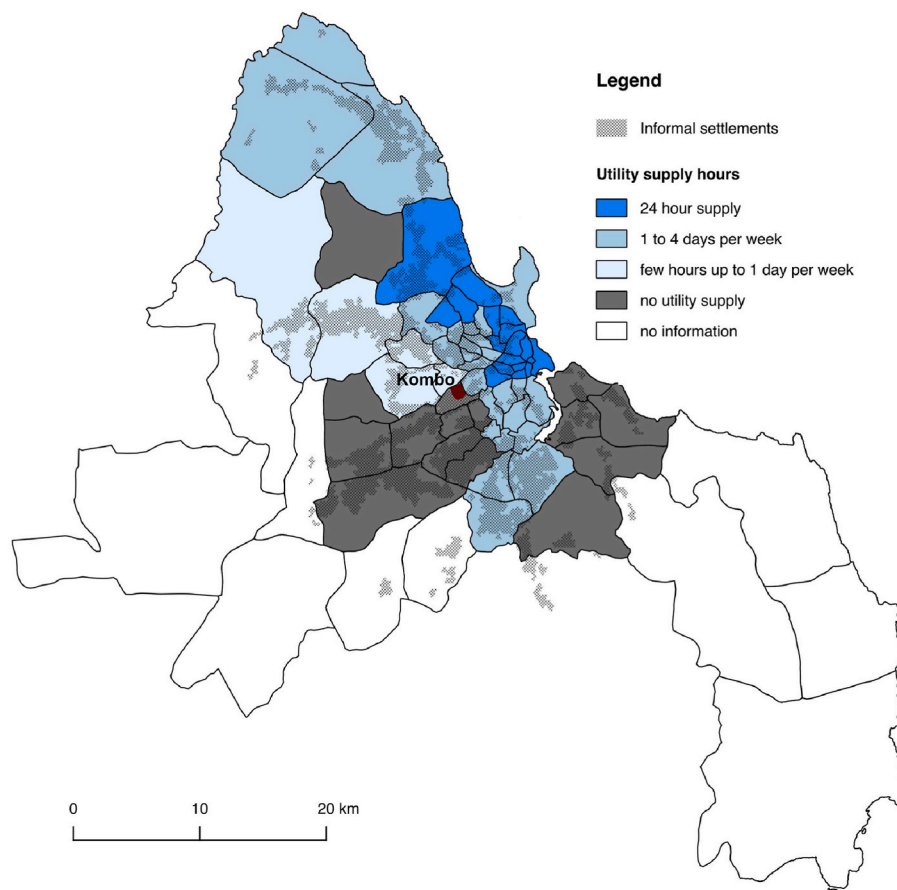 Legend
Informal settlements
Utility supply hours
24 hour supply
1 to 4 days per week
few hours up to 1 day per week
no utility supply
no information
Kombo
0 10 20 km